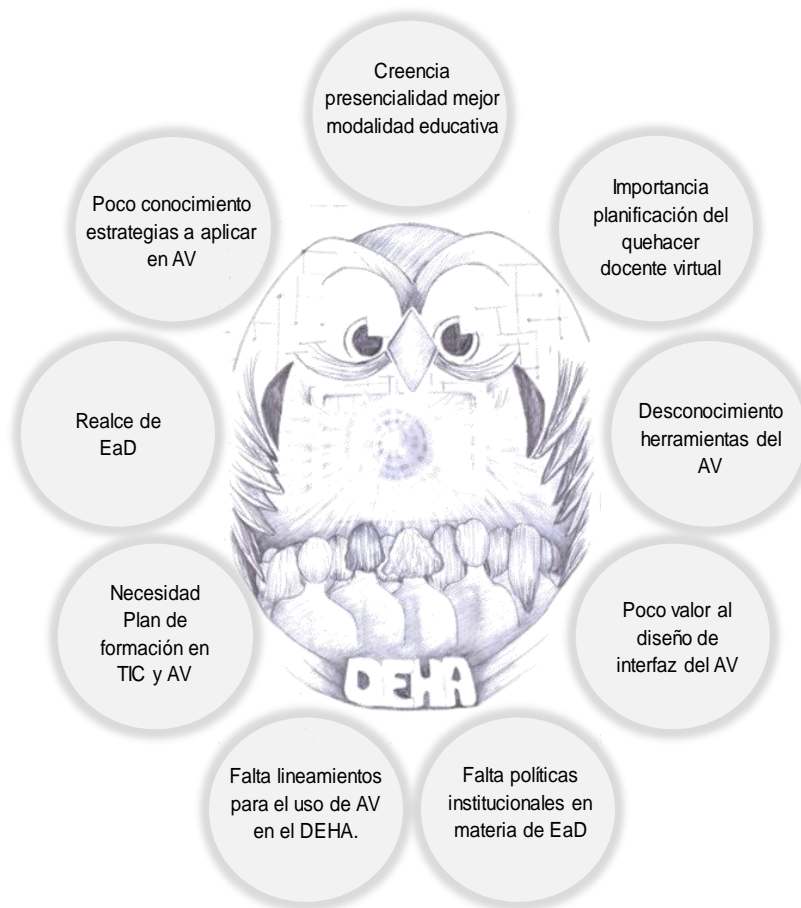 Creencia
presencialidad mejor
modalidad educativa
Importancia
planificación del
quehacer
docente virtual
Desconocimiento
herramientas del
AV
Poco valor al
diseño de
interfaz del AV
Falta políticas
institucionales en
materia de EaD
Falta lineamientos
para el uso de AV
en el DEHA.
Necesidad
Plan de
formación en
TIC y AV
Realce de
EaD
Poco conocimiento
estrategias a aplicar
en AV
DEHA